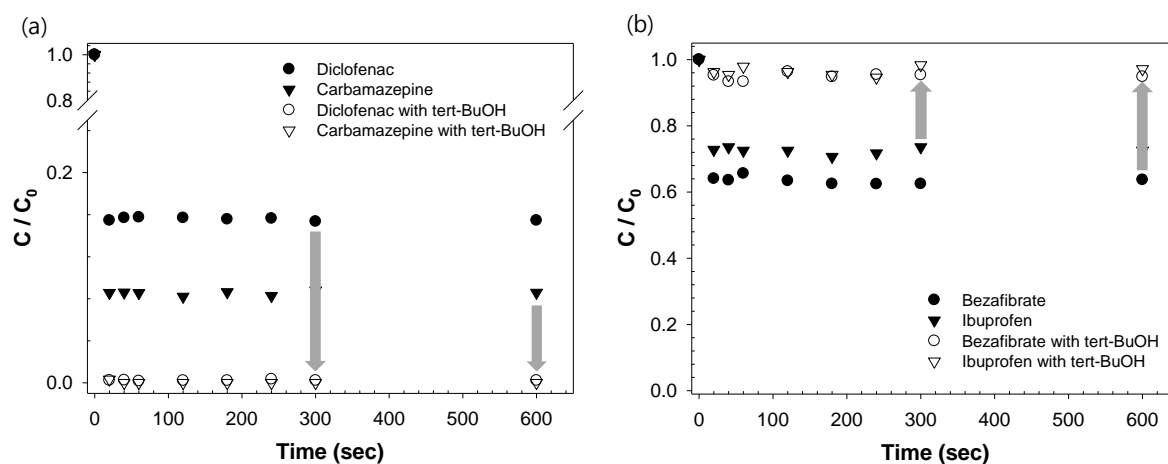 (a)
1.0
0.8
0.2
0.0
C / C0
Diclofenac
Carbamazepine
Diclofenac with tert-BuOH
Carbamazepine with tert-BuOH
0 100 200 300 400 500 600
Time (sec)
(b)
1.0
0.8
0.6
0.4
0.2
0.0
C / C0
Bezafibrate
Ibuprofen
Bezafibrate with tert-BuOH
Ibuprofen with tert-BuOH
0 100 200 300 400 500 600
Time (sec)